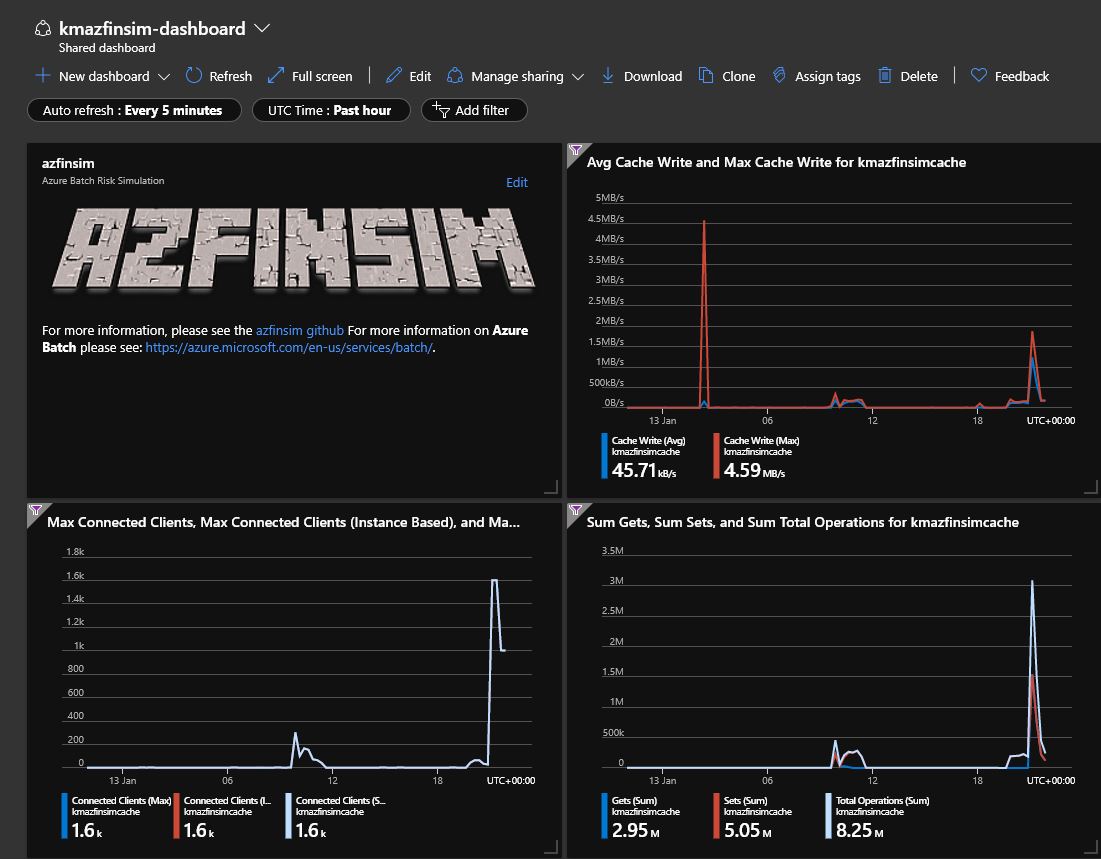 kmazfinsim-dashboard
Shared dashboard
New dashboard Refresh Full screen Edit Manage sharing Download Clone Assign tags Delete Feedback
Auto refresh : Every 5 minutes UTC Time : Past hour Add filter
azfinsim
Azure Batch Risk Simulation
Edit
AZFINSIM
For more information, please see the azfinsim github For more information on Azure
Batch please see: https://azure.microsoft.com/en-us/services/batch/.
Avg Cache Write and Max Cache Write for kmazfinsimcache
5MB/s
4.5MB/s
4MB/s
3.5MB/s
3MB/s
2.5MB/s
2MB/s
1.5MB/s
1MB/s
500kB/s
0B/s
13 Jan 06 12 18 UTC+00:00
Cache Write (Avg) Cache Write (Max)
kmazfinsimcache kmazfinsimcache
45.71 kB/s 4.59 MB/s
Max Connected Clients, Max Connected Clients (Instance Based), and Ma...
1.8k
1.6k
1.4k
1.2k
1k
800
600
400
200
0
13 Jan 06 12 18 UTC+00:00
Connected Clients (Max) Connected Clients (I... Connected Clients (S...
kmazfinsimcache kmazfinsimcache kmazfinsimcache
1.6 k 1.6 k 1.6 k
Sum Gets, Sum Sets, and Sum Total Operations for kmazfinsimcache
3.5M
3M
2.5M
2M
1.5M
1M
500k
0
13 Jan 06 12 18 UTC+00:00
Gets (Sum) Sets (Sum) Total Operations (Sum)
kmazfinsimcache kmazfinsimcache kmazfinsimcache
2.95 M 5.05 M 8.25 M